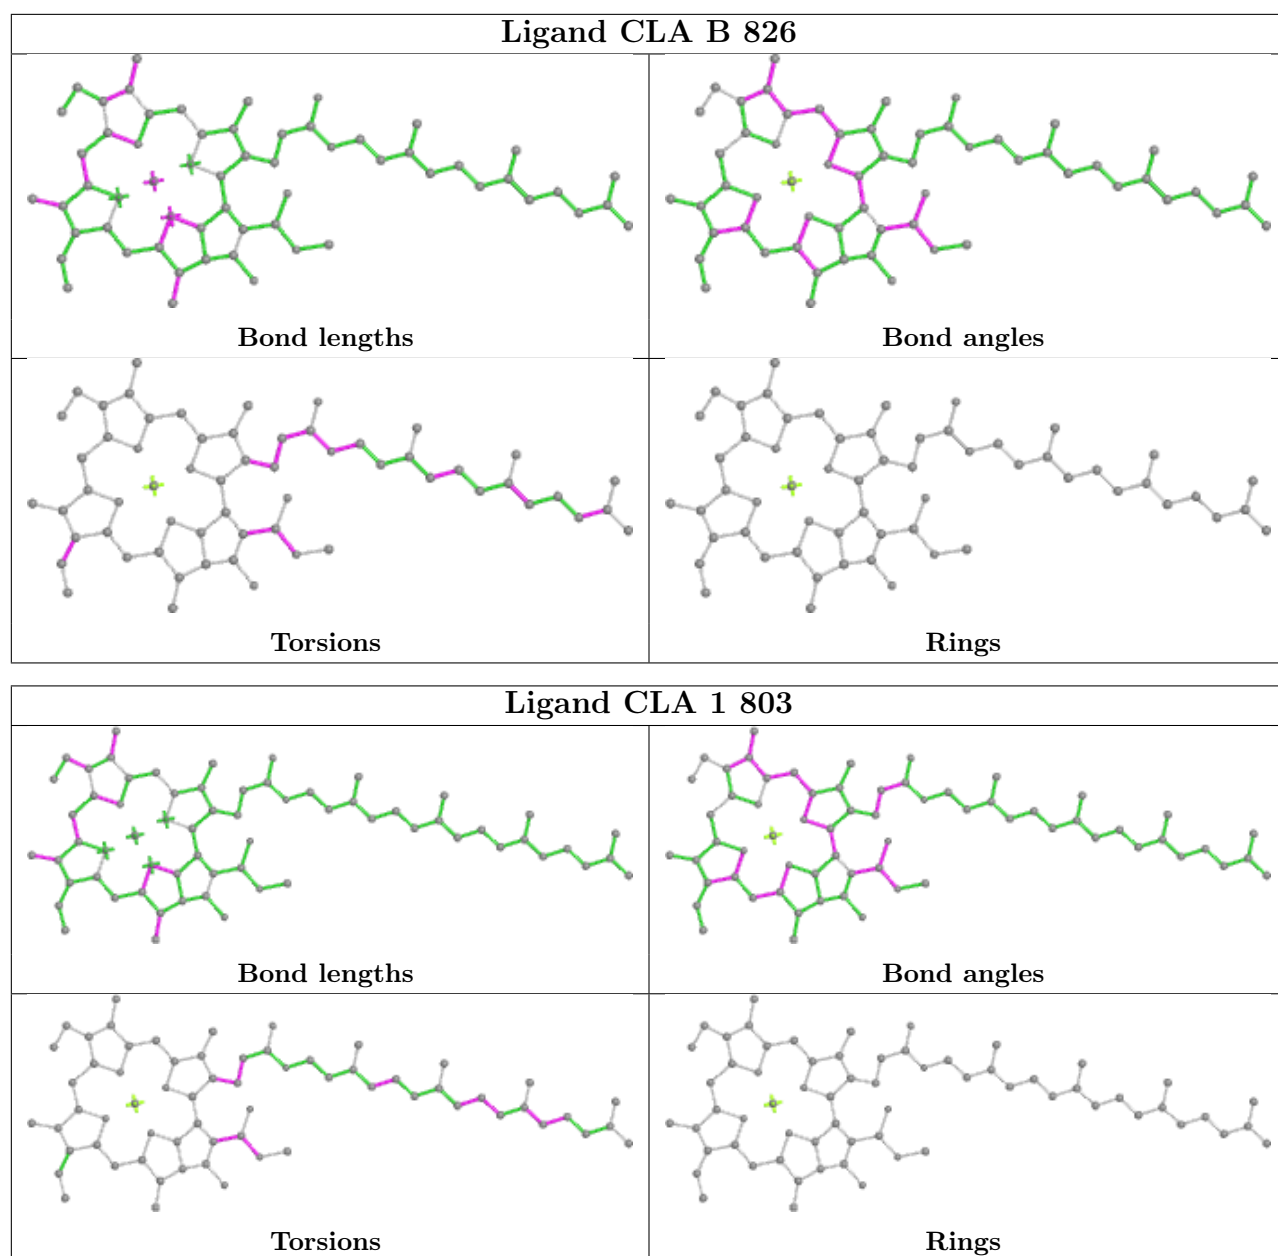 Ligand CLA B 826
Bond lengths
Bond angles
Torsions
Rings
Ligand CLA 1 803
Bond lengths
Bond angles
Torsions
Rings